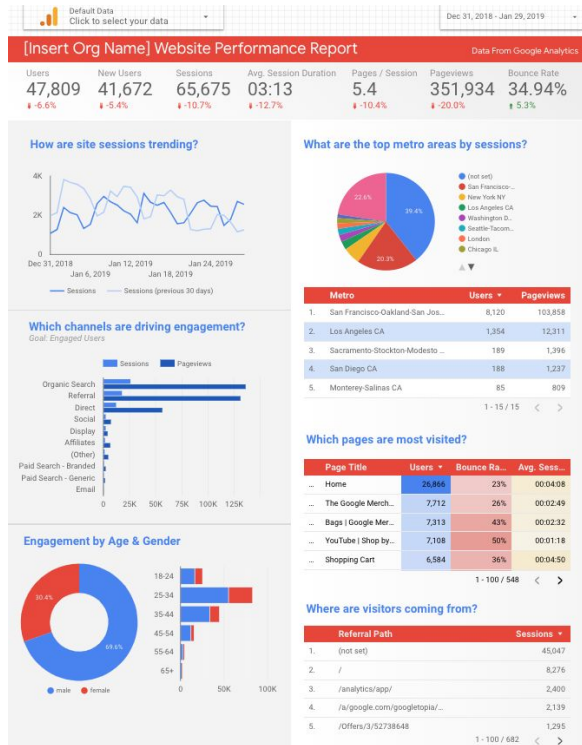 Default Data
Click to select your data
Dec 31, 2018 - Jan 29, 2019
[Insert Org Name] Website Performance Report
Data From Google Analytics
Users New Users Sessions Avg. Session Duration Pages / Session Pageviews Bounce Rate
47,809 41,672 65,675 03:13 5.4 351,934 34.94%
-6.6% -5.4% -10.7% -12.7% -10.4% -20.0% 5.3%
How are site sessions trending?
4K
2K
0
Dec 31, 2018 Jan 12, 2019 Jan 24, 2019
Jan 6, 2019 Jan 18, 2019
Sessions Sessions (previous 30 days)
Which channels are driving engagement?
Goal: Engaged Users
Sessions Pageviews
Organic Search
Referral
Direct
Social
Display
Affiliates
(Other)
Paid Search - Branded
Paid Search - Generic
Email
0 25K 50K 75K 100K 125K
Engagement by Age & Gender
30.4%
69.6%
male female
18-24
25-34
35-44
45-54
55-64
65+
0 50K 100K
What are the top metro areas by sessions?
22.6%
39.4%
20.3%
(not set)
San Francisco-...
New York NY
Los Angeles CA
Washington D..
Seattle-Tacom...
London
Chicago IL
Metro Users Pageviews
1. San Francisco-Oakland-San Jos... 8,120 103,858
2. Los Angeles CA 1,354 12,311
3. Sacramento-Stockton-Modesto ... 189 1,396
4. San Diego CA 188 1,237
5. Monterey-Salinas CA 85 809
1 - 15 / 15
Which pages are most visited?
Page Title Users Bounce Ra... Avg. Sess...
... Home 26,866 23% 00:04:08
... The Google Merch... 7,712 26% 00:02:49
... Bags | Google Mer... 7,313 43% 00:02:32
... YouTube | Shop by... 7,108 50% 00:01:18
... Shopping Cart 6,584 36% 00:04:50
1 - 100 / 548
Where are visitors coming from?
Referral Path Sessions
1. (not set) 45,047
2. / 8,276
3. /analytics/app/ 2,400
4. /a/google.com/googletopia/... 2,139
5. /Offers/3/52738648 1,295
1 - 100 / 682